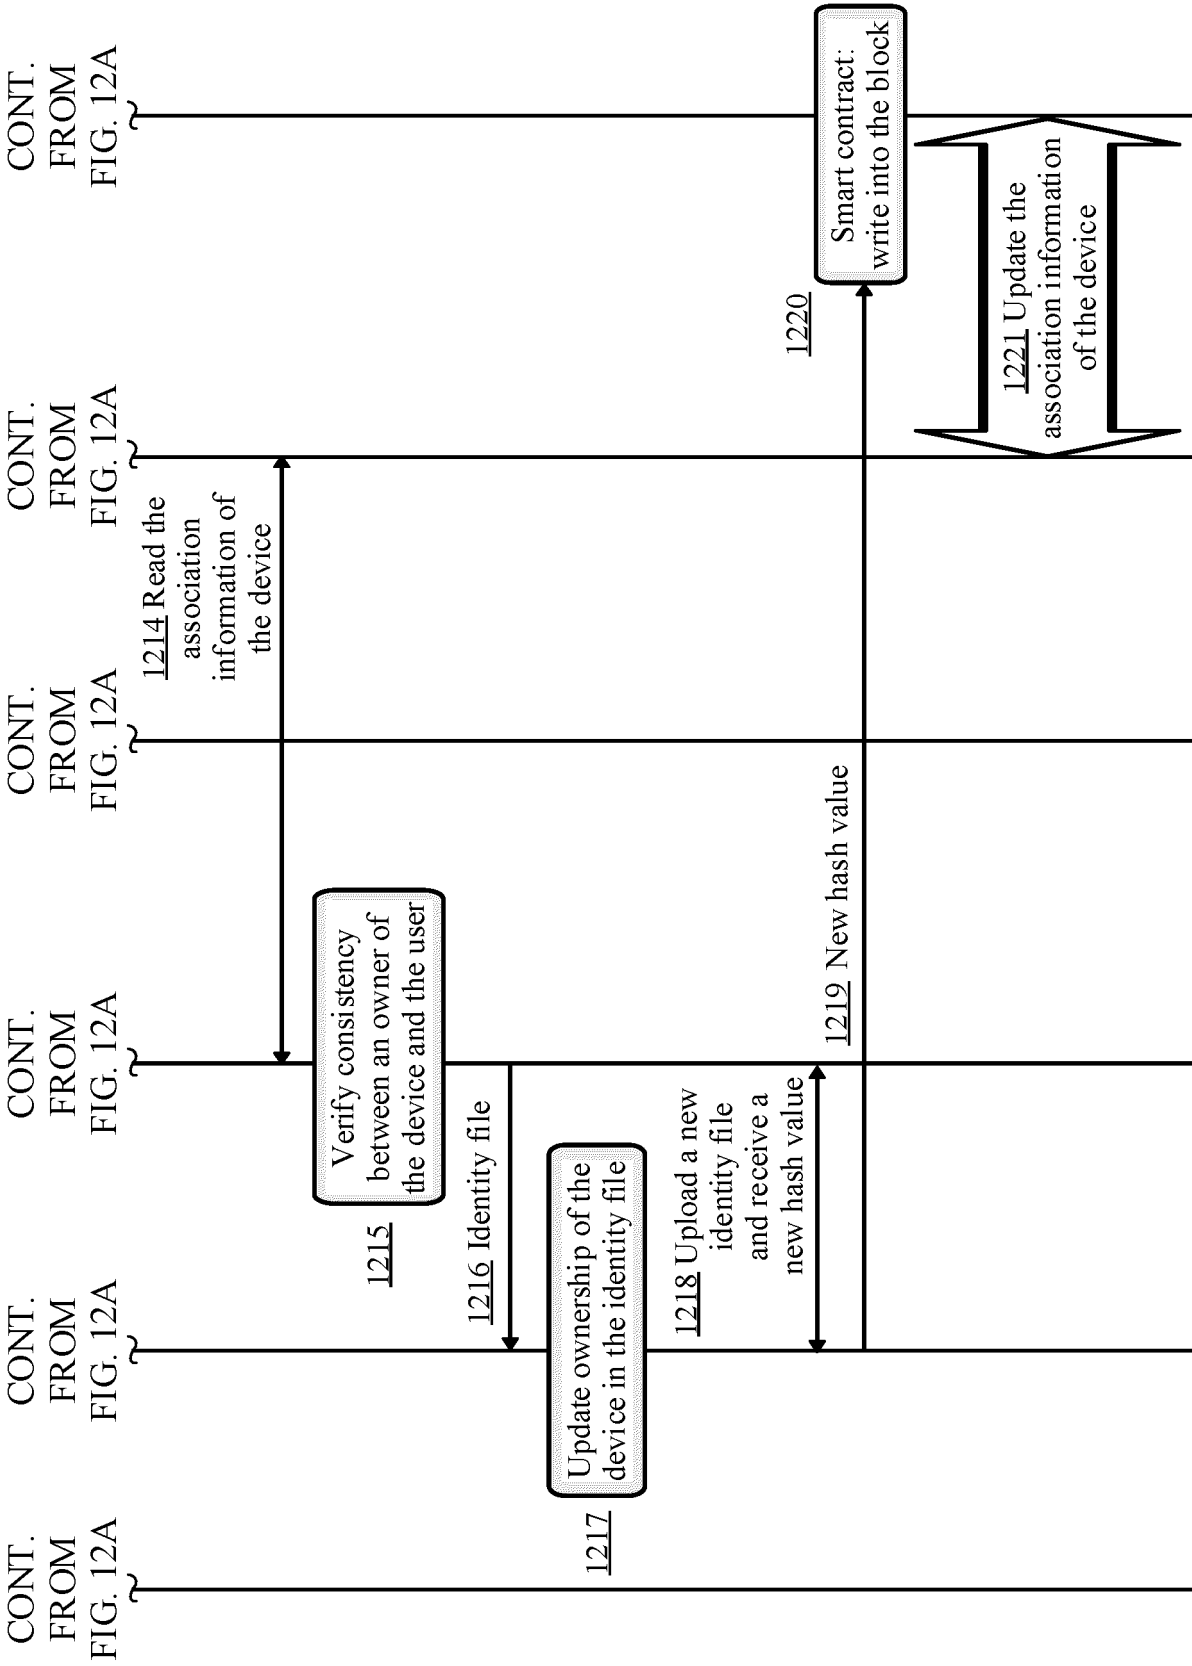 CONT.
FROM
FIG. 12A
CONT.
FROM
FIG. 12A
CONT.
FROM
FIG. 12A
CONT.
FROM
FIG. 12A
CONT.
FROM
FIG. 12A
CONT.
FROM
FIG. 12A
1214 Read the
association
information of
the device
1215
Verify consistency
between an owner of
the device and the user
1216 Identity file
1217
Update ownership of the
device in the identity file
1218 Upload a new
identity file
and receive a
new hash value
1219 New hash value
1220
Smart contract:
write into the block
1221 Update the
association information
of the device